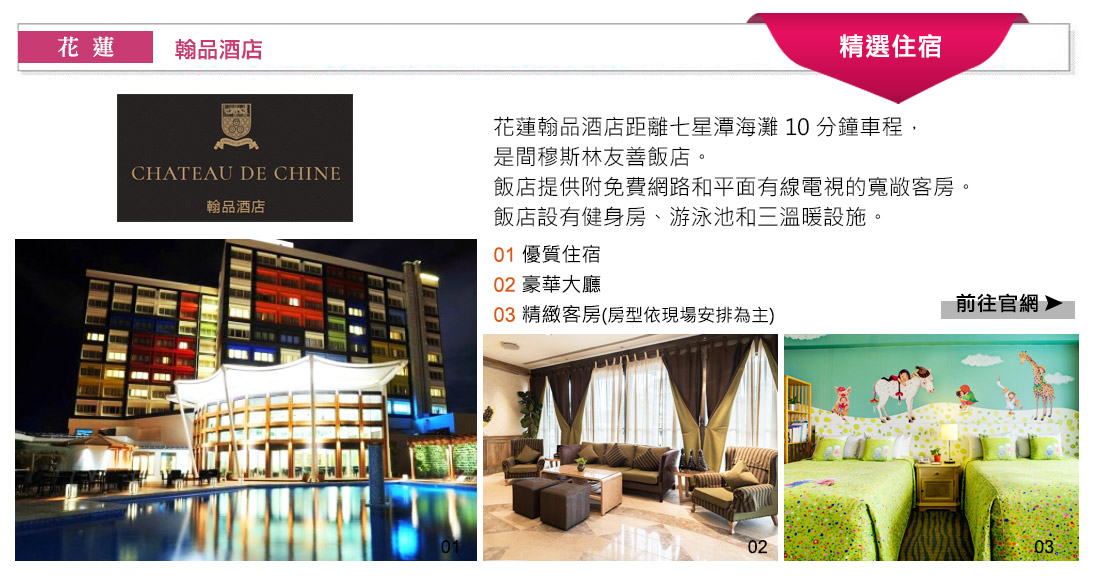 花蓮
翰品酒店
精選住宿
CHATEAU DE CHINE
翰品酒店
花蓮翰品酒店距離七星潭海灘 10 分鐘車程，
是間穆斯林友善飯店。
飯店提供附免費網路和平面有線電視的寬敞客房。
飯店設有健身房、游泳池和三溫暖設施。
01 優質住宿
02 豪華大廳
03 精緻客房(房型依現場安排為主)
前往官網➤
01
02
03